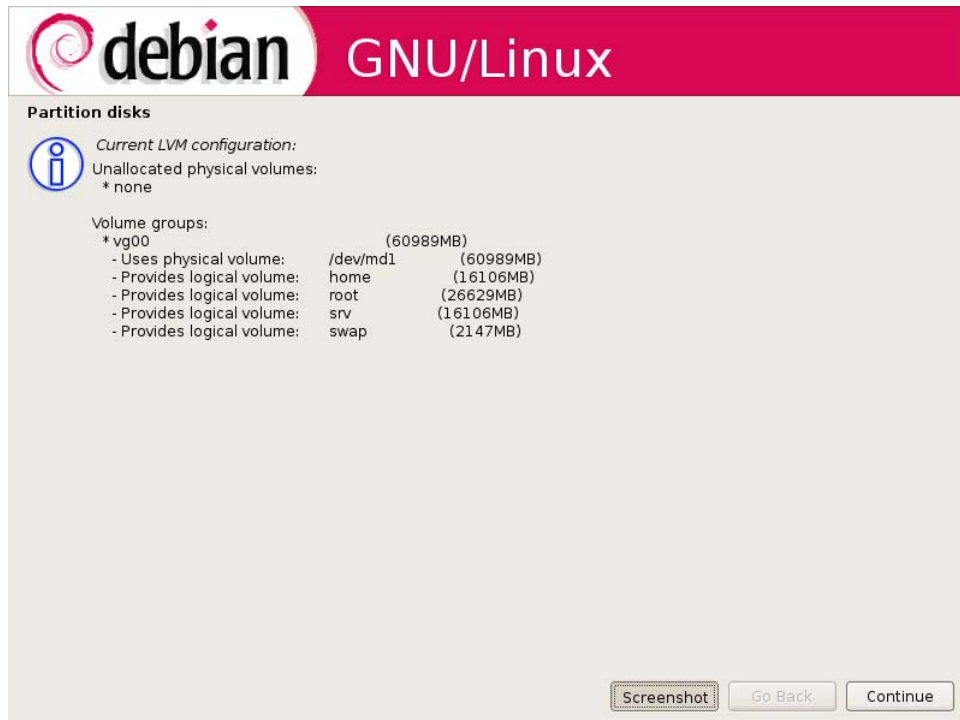 debian GNU/Linux
Partition disks
Current LVM configuration:
Unallocated physical volumes:
* none
Volume groups:
* vg00 (60989MB)
- Uses physical volume: /dev/md1 (60989MB)
- Provides logical volume: home (16106MB)
- Provides logical volume: root (26629MB)
- Provides logical volume: srv (16106MB)
- Provides logical volume: swap (2147MB)
Screenshot Go Back Continue